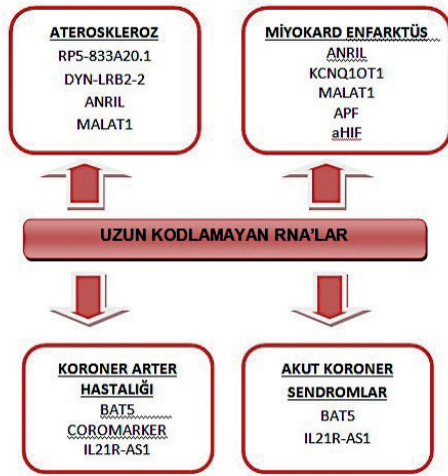 ATEROSKLEROZ
RP5-833A20.1
DYN-LRB2-2
ANRIL
MALAT1
MİYOKARD ENFARKTÜS
ANRIL
KCNQ1OT1
MALAT1
APF
aHIF
UZUN KODLAMAYAN RNA'LAR
KORONER ARTER
HASTALIĞI
BAT5
COROMARKER
IL21R-AS1
AKUT KORONER
SENDROMLAR
BAT5
IL21R-AS1